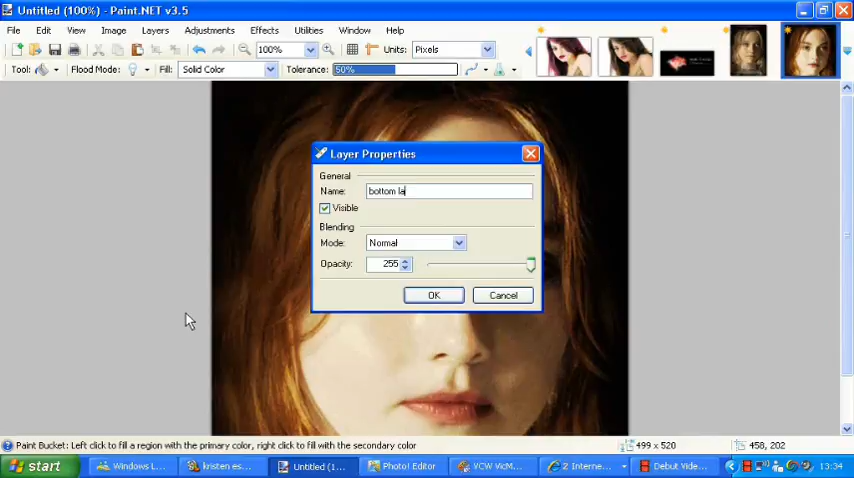 Untitled (100%) - Paint.NET v3.5
File Edit View Image Layers Adjustments Effects Utilities Window Help
100% Units: Pixels
Tool: Flood Mode: Fill: Solid Color Tolerance: 50%
Layer Properties
General
Name: bottom la
Visible
Blending
Mode: Normal
Opacity: 255
OK Cancel
Paint Bucket: Left click to fill a region with the primary color, right click to fill with the secondary color 499 x 520 458, 202
start Windows L... kristen es... Untitled (1... Photo! Editor VCW VicM... 2 Interne... Debut Vide... 13:34